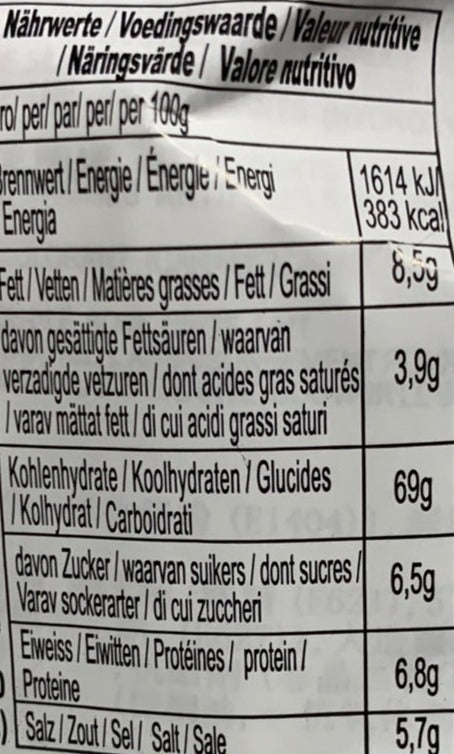 Nährwerte / Voedingswaarde / Valeur nutritive
/ Näringsvärde / Valore nutritivo
per/ par/ per/ per 100g
Brennwert / Energie / Énergie / Energi
Energia
1614 kJ/
383 kcal
Fett / Vetten / Matières grasses / Fett / Grassi
8,5g
davon gesättigte Fettsäuren / waarvan
verzadigde vetzuren / dont acides gras saturés
/ varav mättat fett / di cui acidi grassi saturi
3,9g
Kohlenhydrate / Koolhydraten / Glucides
/ Kolhydrat / Carboidrati
69g
davon Zucker / waarvan suikers / dont sucres /
Varav sockerarter / di cui zuccheri
6,5g
Eiweiss / Eiwitten / Protéines / protein /
Proteine
6,8g
Salz / Zout / Sel / Salt / Sale
5,7g